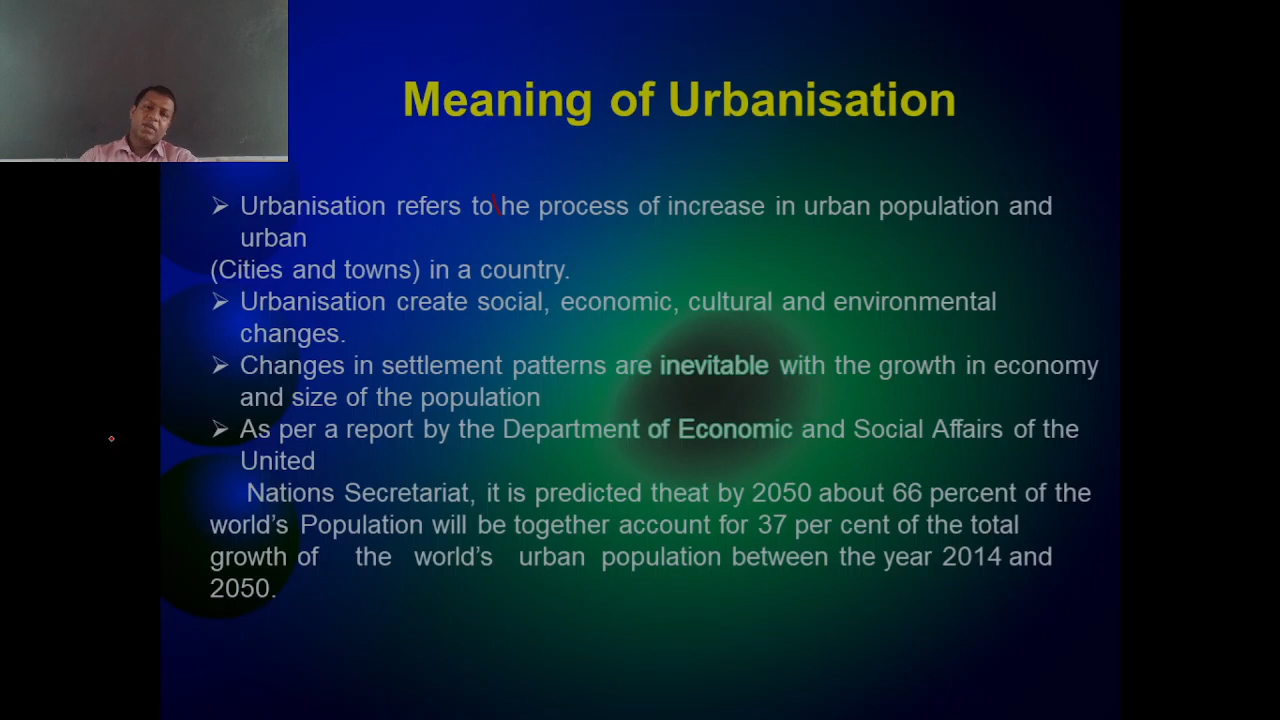 Meaning of Urbanisation
➢ Urbanisation refers to he process of increase in urban population and
urban
(Cities and towns) in a country.
➢ Urbanisation create social, economic, cultural and environmental
changes.
➢ Changes in settlement patterns are inevitable with the growth in economy
and size of the population
➢ As per a report by the Department of Economic and Social Affairs of the
United
Nations Secretariat, it is predicted theat by 2050 about 66 percent of the
world's Population will be together account for 37 per cent of the total
growth of the world's urban population between the year 2014 and
2050.